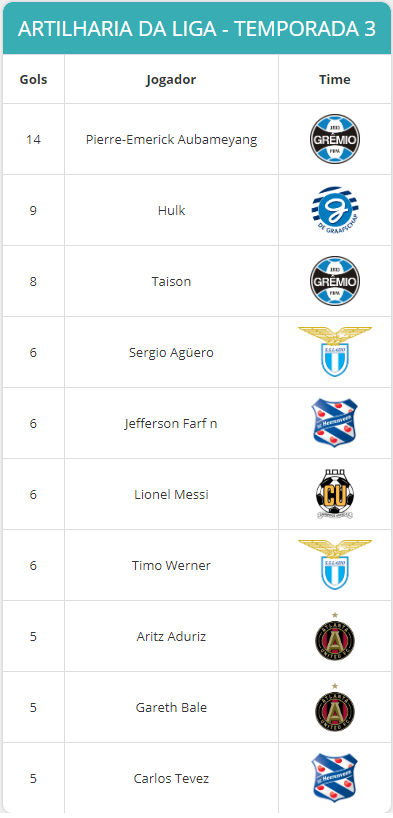 ARTILHARIA DA LIGA - TEMPORADA 3
Gols Jogador Time
14 Pierre-Emerick Aubameyang GRÊMIO
9 Hulk DE GRAAFSCHAP
8 Taison GRÊMIO
6 Sergio Agüero S.S.LAZIO
6 Jefferson Farf n Heerenveen
6 Lionel Messi CU
6 Timo Werner S.S.LAZIO
5 Aritz Aduriz ATLANTA UNITED FC
5 Gareth Bale ATLANTA UNITED FC
5 Carlos Tevez Heerenveen